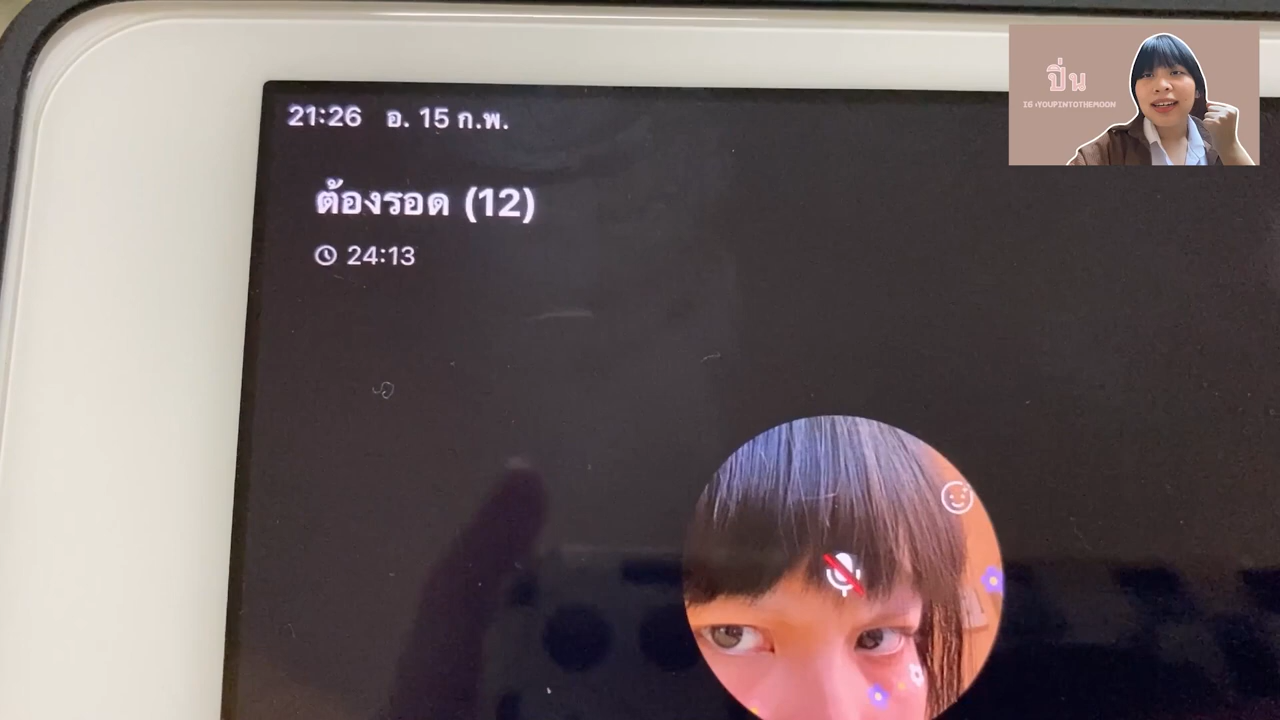 21:26 อ. 15 ก.พ.
ต้องรอด (12)
24:13
ปิ่น
IG :YOUPINTOTHEMOON